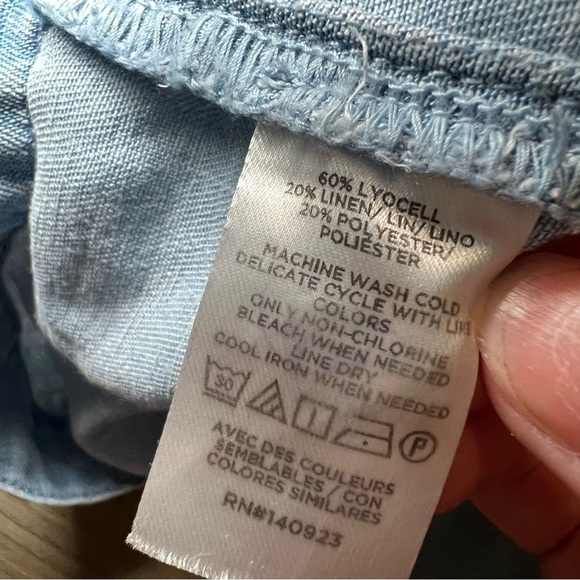 60% LYOCELL
20% LINEN/ LIN/ LINO
20% POLYESTER/
POLIESTER
MACHINE WASH COLD
DELICATE CYCLE WITH LIKE
COLORS
ONLY NON-CHLORINE
BLEACH WHEN NEEDED
LINE DRY
COOL IRON WHEN NEEDED
30 P
AVEC DES COULEURS
SEMBLABLES/ CON
COLORES SIMILARES
RN#140923